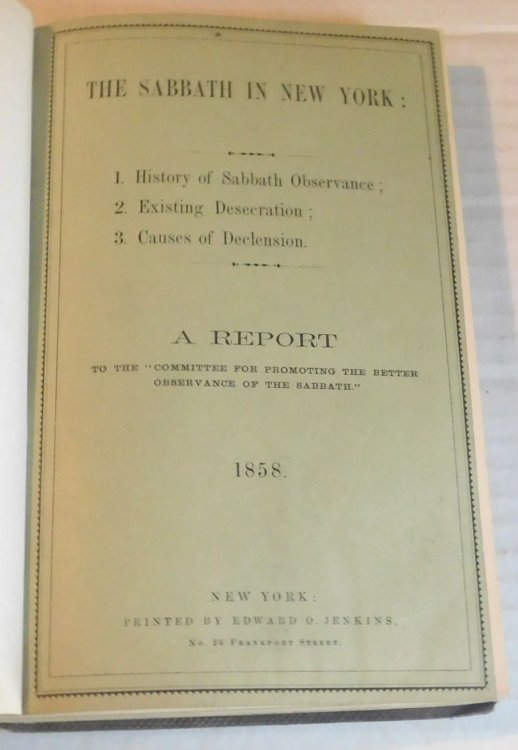 THE SABBATH IN NEW YORK:
1. History of Sabbath Observance;
2. Existing Desecration;
3. Causes of Declension.
A REPORT
TO THE "COMMITTEE FOR PROMOTING THE BETTER
OBSERVANCE OF THE SABBATH."
1858.
NEW YORK:
PRINTED BY EDWARD O. JENKINS,
No. 26 Frankfort Street.